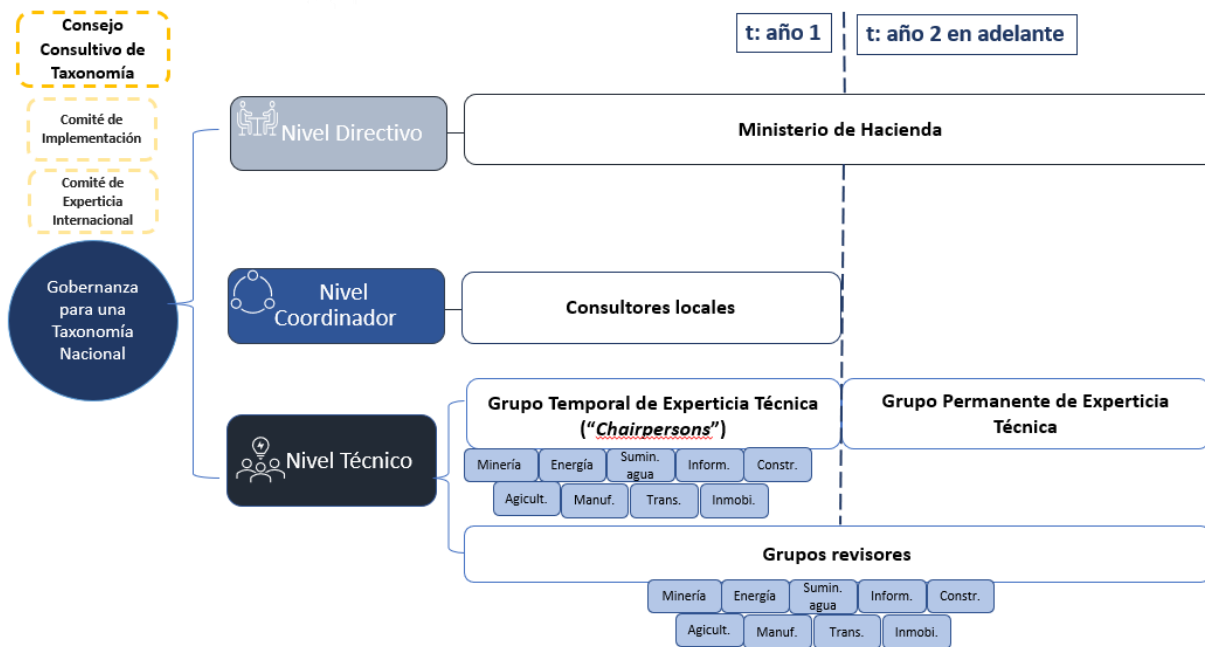 Consejo
Consultivo de
Taxonomía
t: año 1
t: año 2 en adelante
Comité de
Implementación
Comité de
Experticia
Internacional
Nivel Directivo
Ministerio de Hacienda
Gobernanza
para una
Taxonomía
Nacional
Nivel
Coordinador
Consultores locales
Nivel Técnico
Grupo Temporal de Experticia Técnica
(“Chairpersons”)
Grupo Permanente de Experticia
Técnica
Minería
Energía
Sumin.
agua
Inform.
Constr.
Agicult.
Manuf.
Trans.
Inmobi.
Grupos revisores
Minería
Energía
Sumin.
agua
Inform.
Constr.
Agicult.
Manuf.
Trans.
Inmobi.